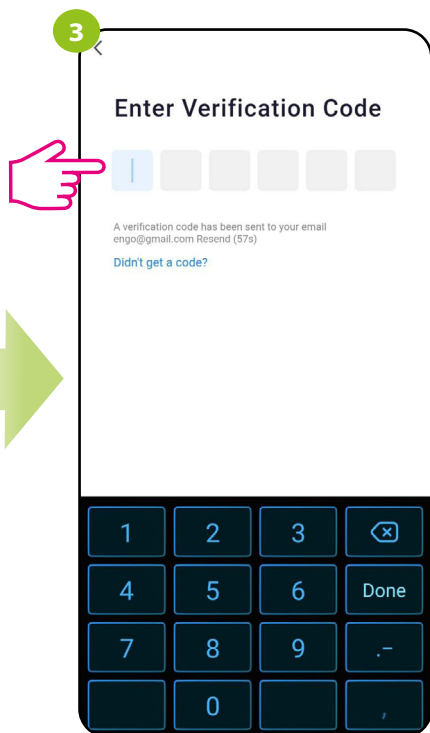 3
Enter Verification Code
A verification code has been sent to your email
engo@gmail.com Resend (57s)
Didn't get a code?
1 2 3
4 5 6 Done
7 8 9 .-
0 ,